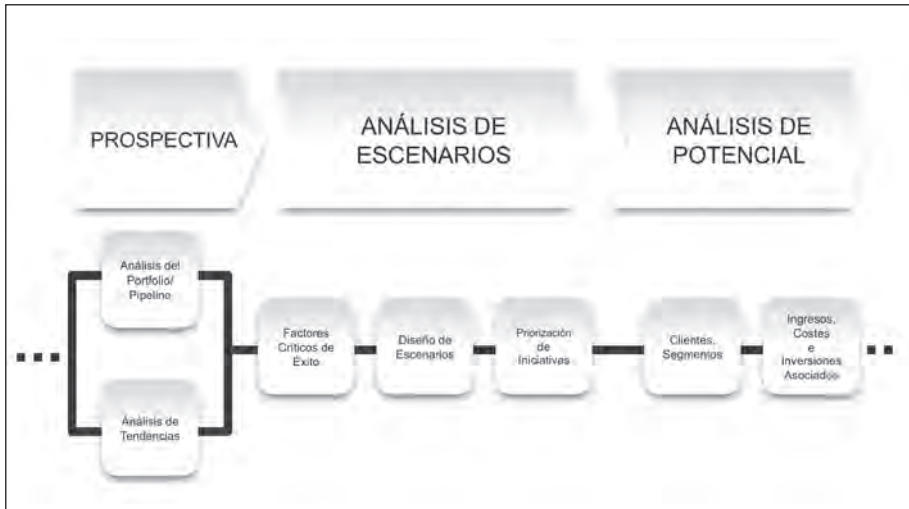 PROSPECTIVA
ANÁLISIS DE
ESCENARIOS
ANÁLISIS DE
POTENCIAL
Análisis del
Portfolio/
Pipeline
Análisis de
Tendencias
Factores
Críticos de
Éxito
Diseño de
Escenarios
Priorización
de
Iniciativas
Clientes,
Segmentos
Ingresos,
Costes
e
Inversiones
Asociados